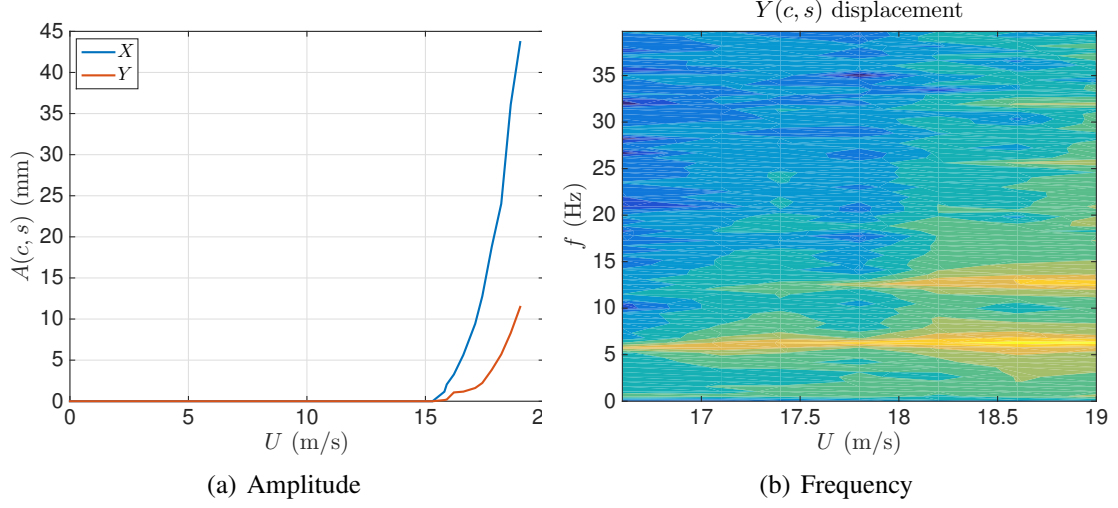 45
40
35
30
25
20
15
10
5
0
A(c, s) (mm)
X
Y
0 5 10 15 2
U (m/s)
(a) Amplitude
Y(c, s) displacement
35
30
25
20
15
10
5
0
f (Hz)
17 17.5 18 18.5 19
U (m/s)
(b) Frequency